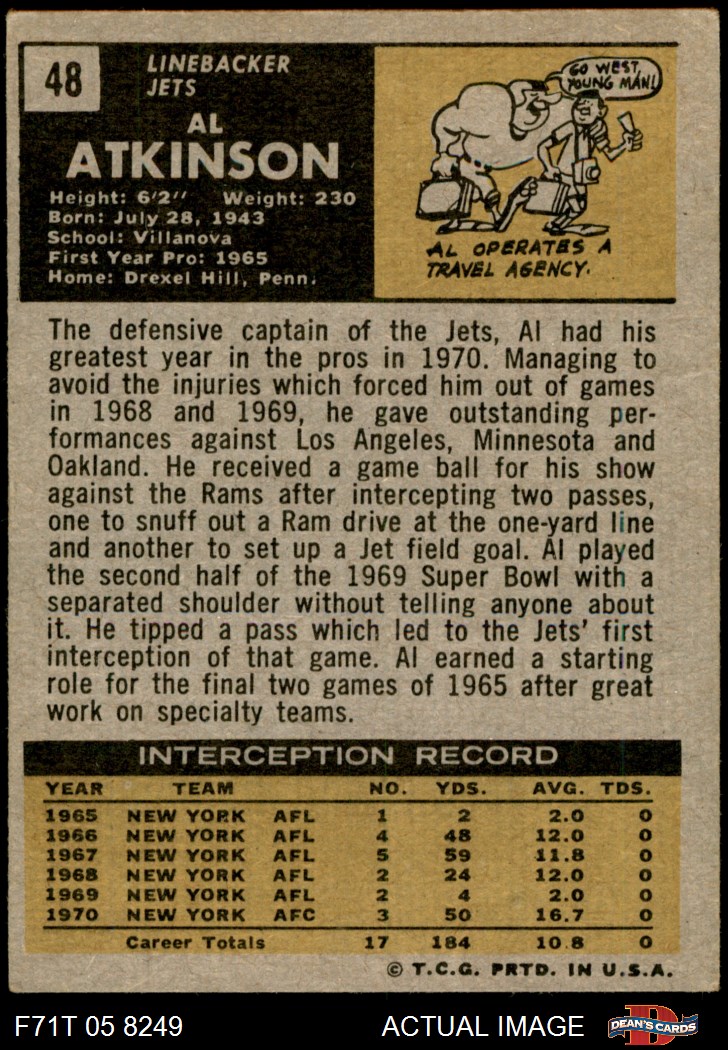 48
LINEBACKER
JETS
AL
ATKINSON
Height: 6'2" Weight: 230
Born: July 28, 1943
School: Villanova
First Year Pro: 1965
Home: Drexel Hill, Penn.
GO WEST,
YOUNG MAN!
AL OPERATES A
TRAVEL AGENCY.
The defensive captain of the Jets, Al had his
greatest year in the pros in 1970. Managing to
avoid the injuries which forced him out of games
in 1968 and 1969, he gave outstanding per-
formances against Los Angeles, Minnesota and
Oakland. He received a game ball for his show
against the Rams after intercepting two passes,
one to snuff out a Ram drive at the one-yard line
and another to set up a Jet field goal. Al played
the second half of the 1969 Super Bowl with a
separated shoulder without telling anyone about
it. He tipped a pass which led to the Jets' first
interception of that game. Al earned a starting
role for the final two games of 1965 after great
work on specialty teams.
INTERCEPTION RECORD
YEAR TEAM NO. YDS. AVG. TDS.
1965 NEW YORK AFL 1 2 2.0 0
1966 NEW YORK AFL 4 48 12.0 0
1967 NEW YORK AFL 5 59 11.8 0
1968 NEW YORK AFL 2 24 12.0 0
1969 NEW YORK AFL 2 4 2.0 0
1970 NEW YORK AFC 3 50 16.7 0
Career Totals 17 184 10.8 0
© T.C.G. PRTD. IN U.S.A.
F71T 05 8249 ACTUAL IMAGE D DEAN'S CARDS